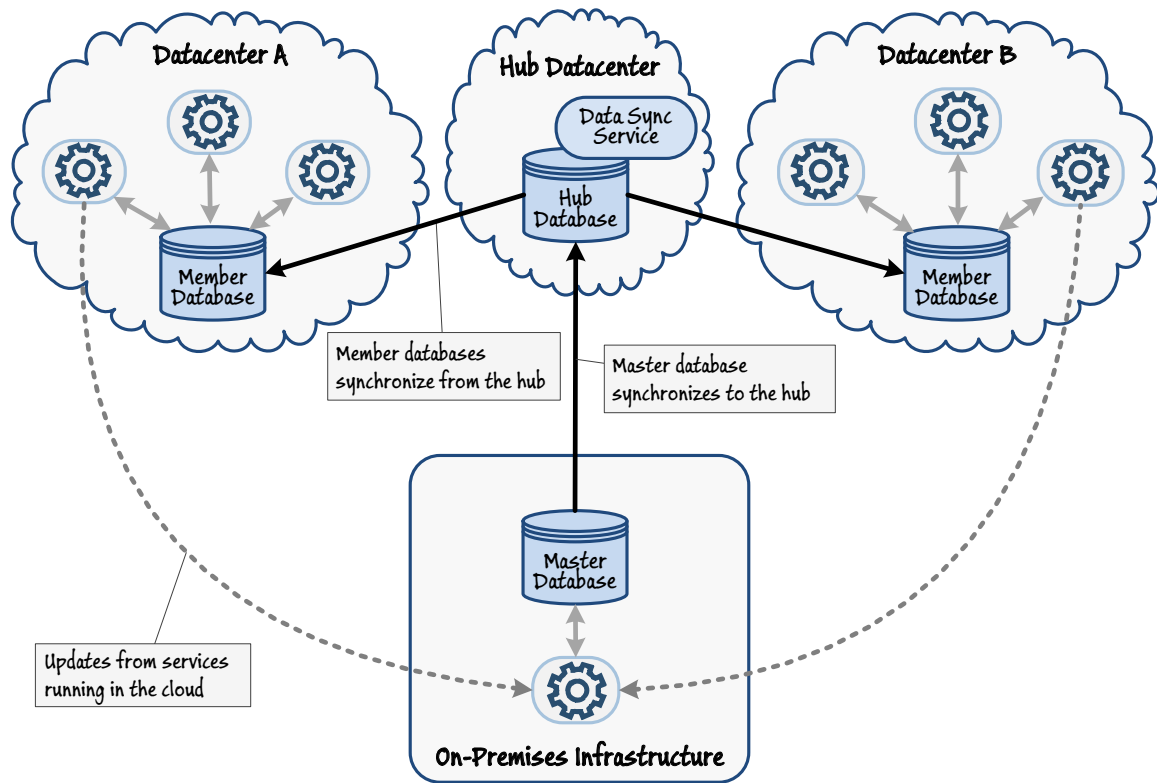 Datacenter A
Hub Datacenter
Datacenter B
Data Sync
Service
Hub
Database
Member
Database
Member
Database
Member databases
synchronize from the hub
Master database
synchronizes to the hub
Master
Database
Updates from services
running in the cloud
On-Premises Infrastructure